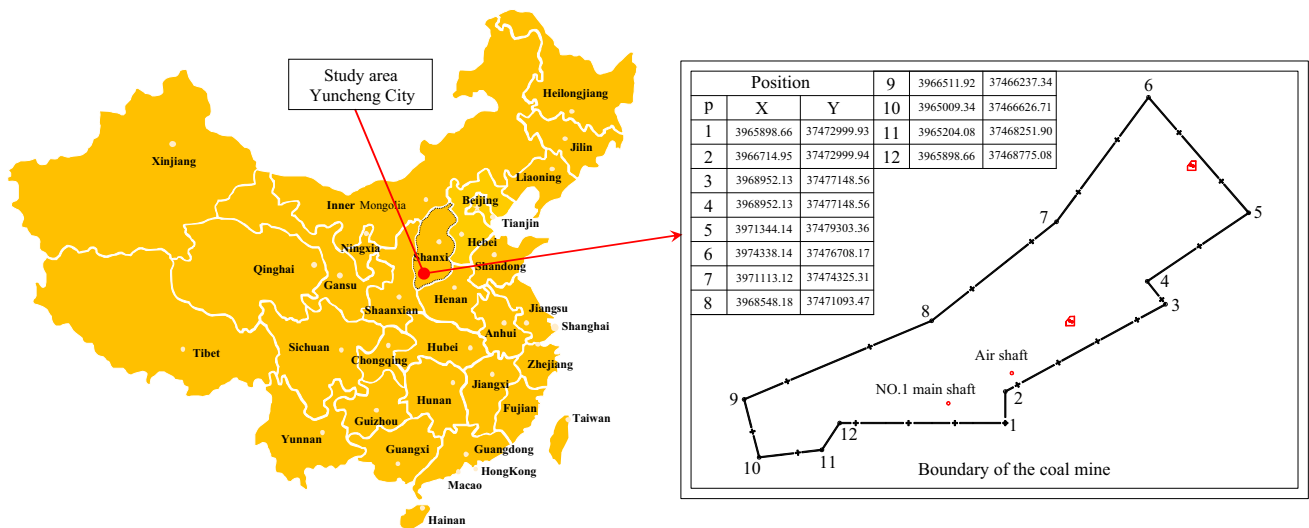 Study area
Yuncheng City
Heilongjiang
Jilin
Liaoning
Xinjiang
Inner Mongolia
Beijing
Tianjin
Ningxia
Hebei
Shanxi
Shandong
Qinghai
Gansu
Henan
Shaanxian
Jiangsu
Anhui
Shanghai
Tibet
Sichuan
Chongqing
Hubei
Zhejiang
Jiangxi
Hunan
Fujian
Guizhou
Taiwan
Yunnan
Guangxi
Guangdong
HongKong
Macao
Hainan
Position
p X Y
1 3965898.66 37472999.93
2 3966714.95 37472999.94
3 3968952.13 37477148.56
4 3968952.13 37477148.56
5 3971344.14 37479303.36
6 3974338.14 37476708.17
7 3971113.12 37474325.31
8 3968548.18 37471093.47
9 3966511.92 37466237.34
10 3965009.34 37466626.71
11 3965204.08 37468251.90
12 3965898.66 37468775.08
6
5
7
4
3
8
Air shaft
NO.1 main shaft
2
9
12
1
11
10
Boundary of the coal mine